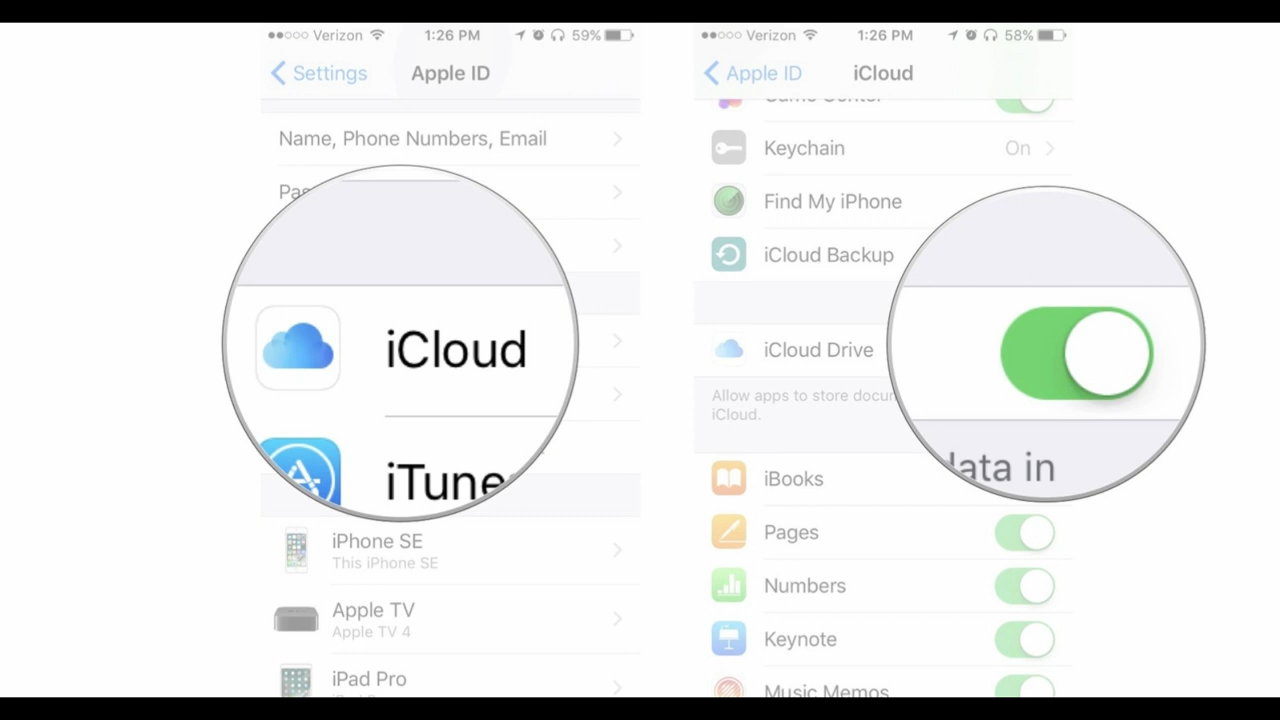 Verizon 1:26 PM 59%
Settings Apple ID
Name, Phone Numbers, Email
iCloud
iPhone SE
This iPhone SE
Apple TV
Apple TV 4
iPad Pro
Verizon 1:26 PM 58%
Apple ID iCloud
Game Center
Keychain On
Find My iPhone
iCloud Backup
iCloud Drive
Allow apps to store
iCloud.
data in
iBooks
Pages
Numbers
Keynote
Music Memos